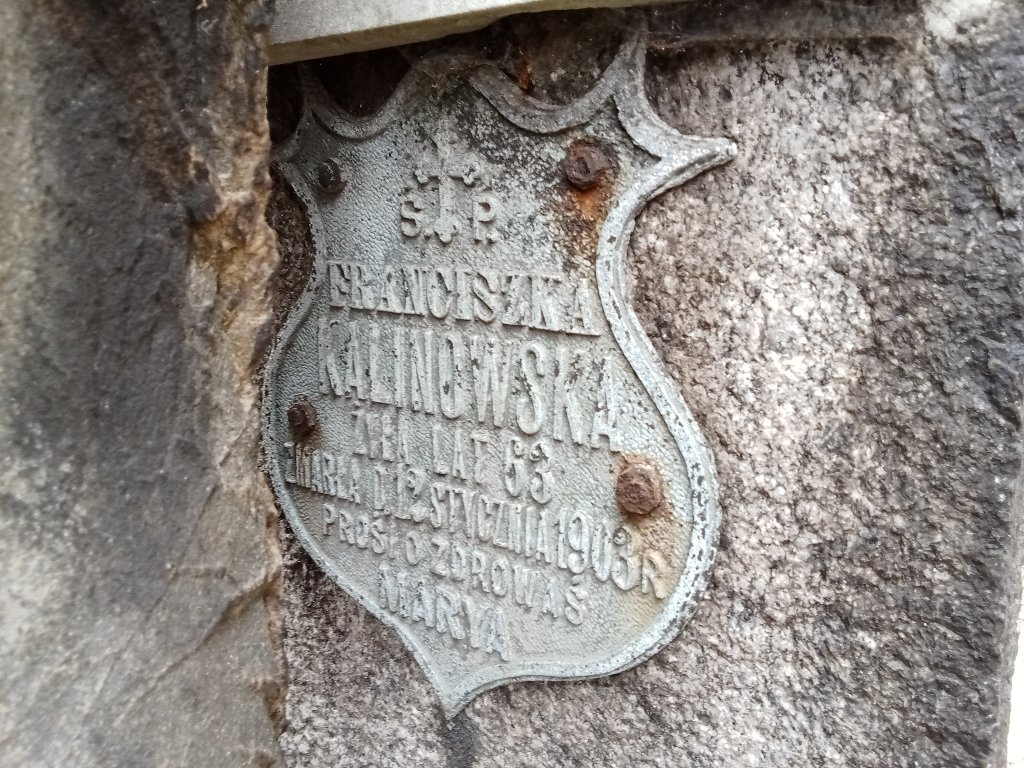 Ś. P.
FRANCISZKA
KALINOWSKA
ŻYŁA LAT 63
ZMARŁA D. 12 STYCZNIA 1903 R
PROSI O ZDROWAŚ
MARYA